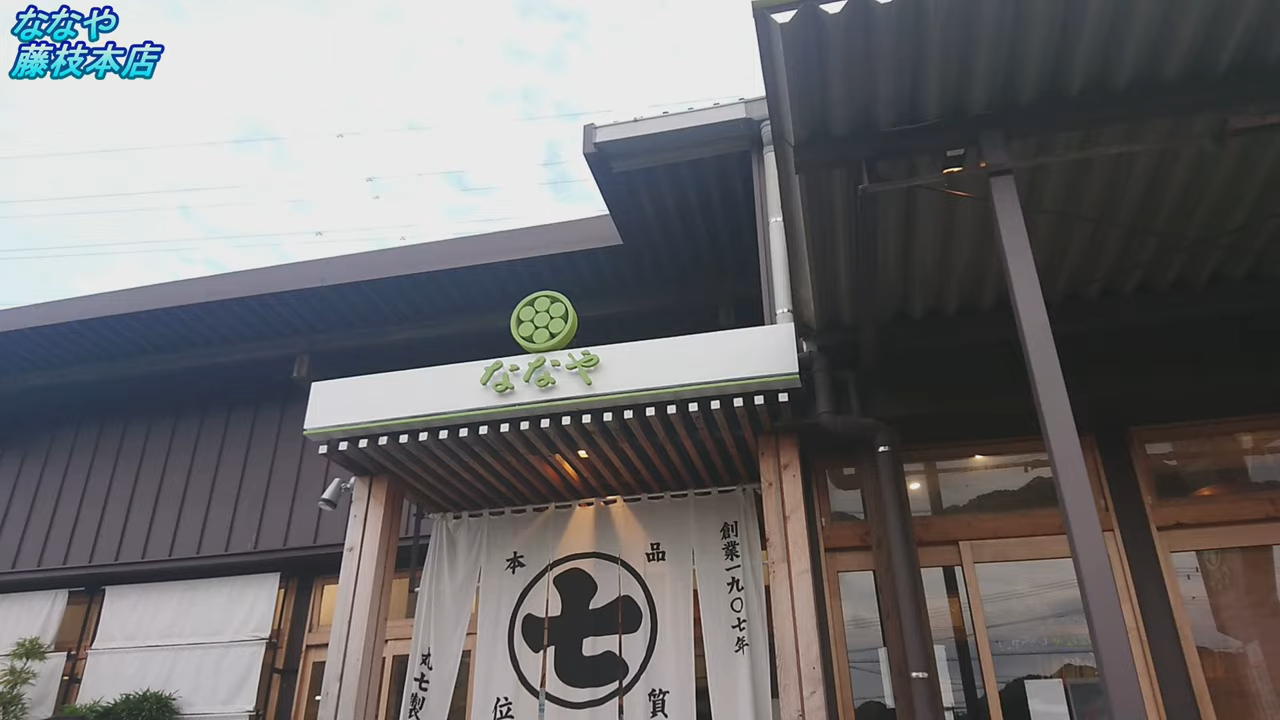 ななや
藤枝本店
ななや
創業一九〇七年
品質
本位
七
丸七製